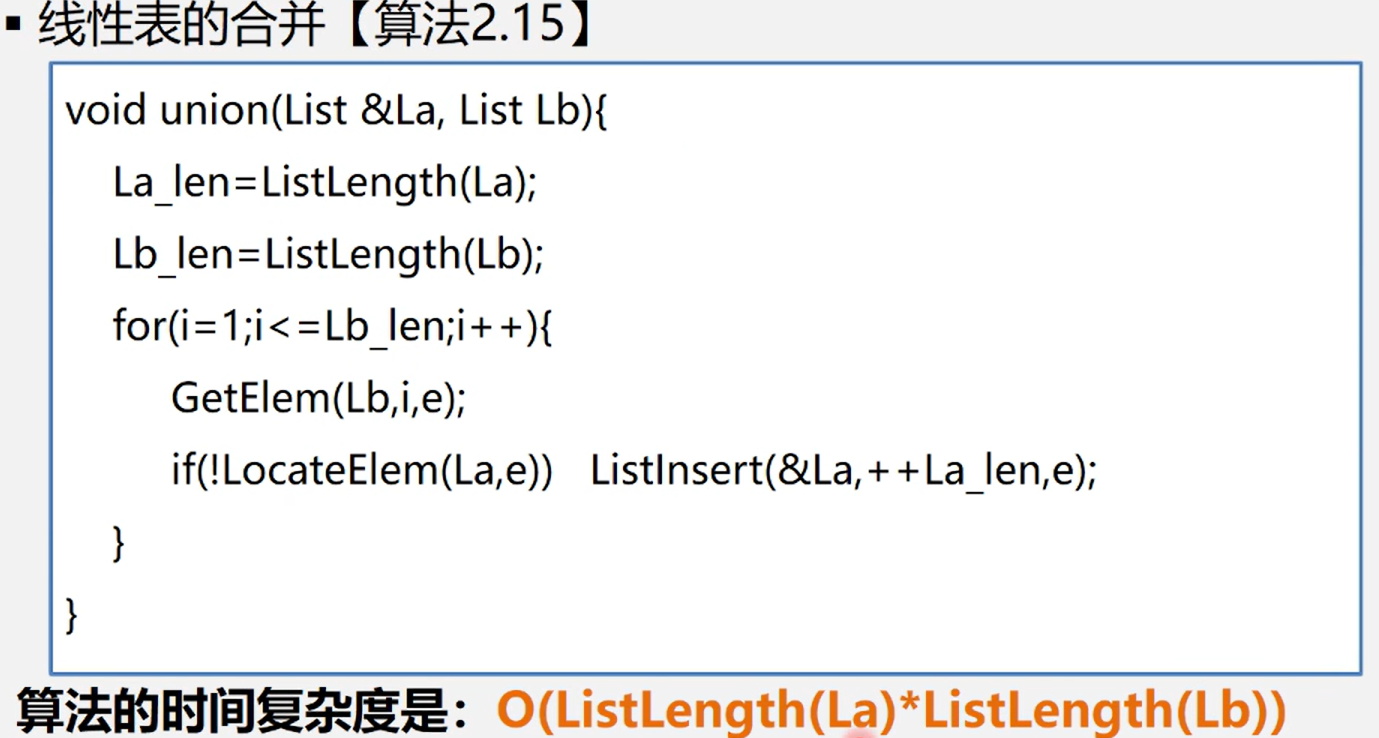 ▪ 线性表的合并【算法2.15】
void union(List &La, List Lb){
La_len=ListLength(La);
Lb_len=ListLength(Lb);
for(i=1;i<=Lb_len;i++){
GetElem(Lb,i,e);
if(!LocateElem(La,e)) ListInsert(&La,++La_len,e);
}
}
算法的时间复杂度是：O(ListLength(La)*ListLength(Lb))